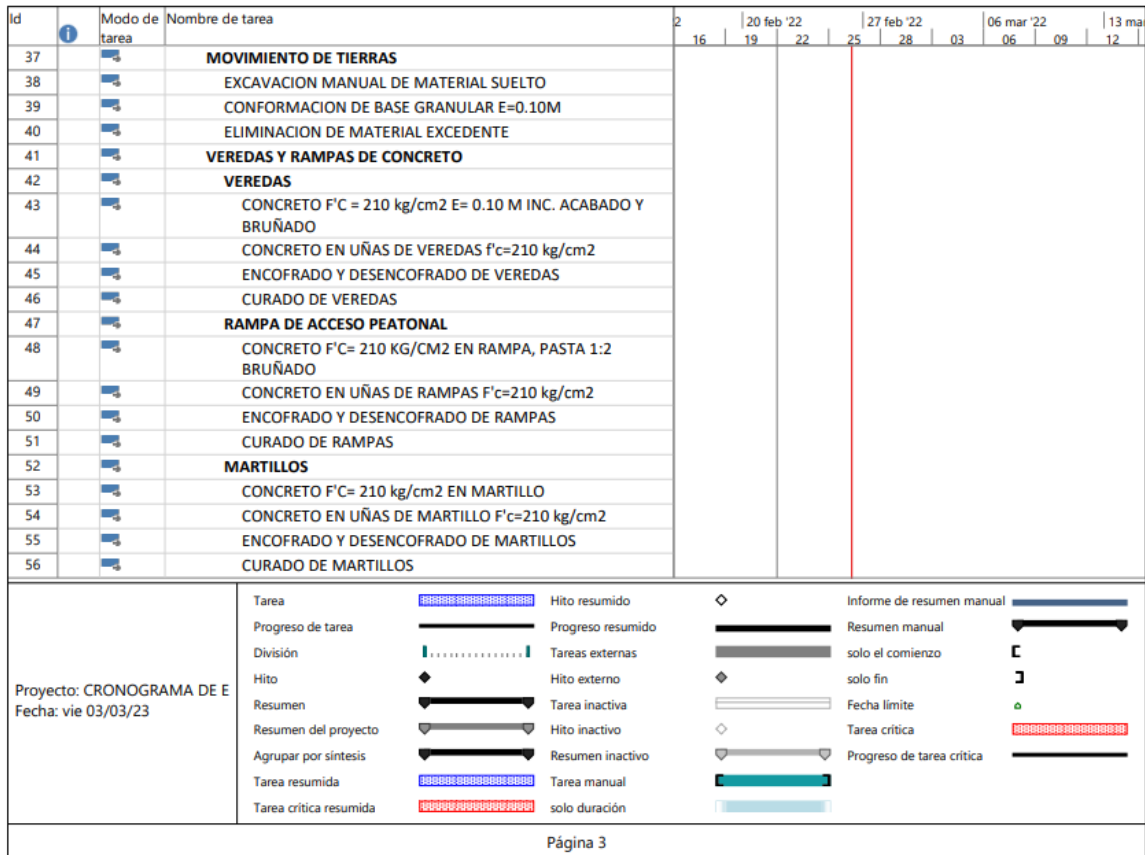 Id Modo de tarea Nombre de tarea 2 20 feb '22 27 feb '22 06 mar '22 13 mar
16 19 22 25 28 03 06 09 12
37 MOVIMIENTO DE TIERRAS
38 EXCAVACION MANUAL DE MATERIAL SUELTO
39 CONFORMACION DE BASE GRANULAR E=0.10M
40 ELIMINACION DE MATERIAL EXCEDENTE
41 VEREDAS Y RAMPAS DE CONCRETO
42 VEREDAS
43 CONCRETO F'C = 210 kg/cm2 E= 0.10 M INC. ACABADO Y
BRUÑADO
44 CONCRETO EN UÑAS DE VEREDAS f'c=210 kg/cm2
45 ENCOFRADO Y DESENCOFRADO DE VEREDAS
46 CURADO DE VEREDAS
47 RAMPA DE ACCESO PEATONAL
48 CONCRETO F'C= 210 KG/CM2 EN RAMPA, PASTA 1:2
BRUÑADO
49 CONCRETO EN UÑAS DE RAMPAS F'c=210 kg/cm2
50 ENCOFRADO Y DESENCOFRADO DE RAMPAS
51 CURADO DE RAMPAS
52 MARTILLOS
53 CONCRETO F'C= 210 kg/cm2 EN MARTILLO
54 CONCRETO EN UÑAS DE MARTILLO F'c=210 kg/cm2
55 ENCOFRADO Y DESENCOFRADO DE MARTILLOS
56 CURADO DE MARTILLOS
Proyecto: CRONOGRAMA DE E
Fecha: vie 03/03/23
Tarea
Progreso de tarea
División
Hito
Resumen
Resumen del proyecto
Agrupar por síntesis
Tarea resumida
Tarea crítica resumida
Hito resumido
Progreso resumido
Tareas externas
Hito externo
Tarea inactiva
Hito inactivo
Resumen inactivo
Tarea manual
solo duración
Informe de resumen manual
Resumen manual
solo el comienzo
solo fin
Fecha límite
Tarea crítica
Progreso de tarea crítica
Página 3